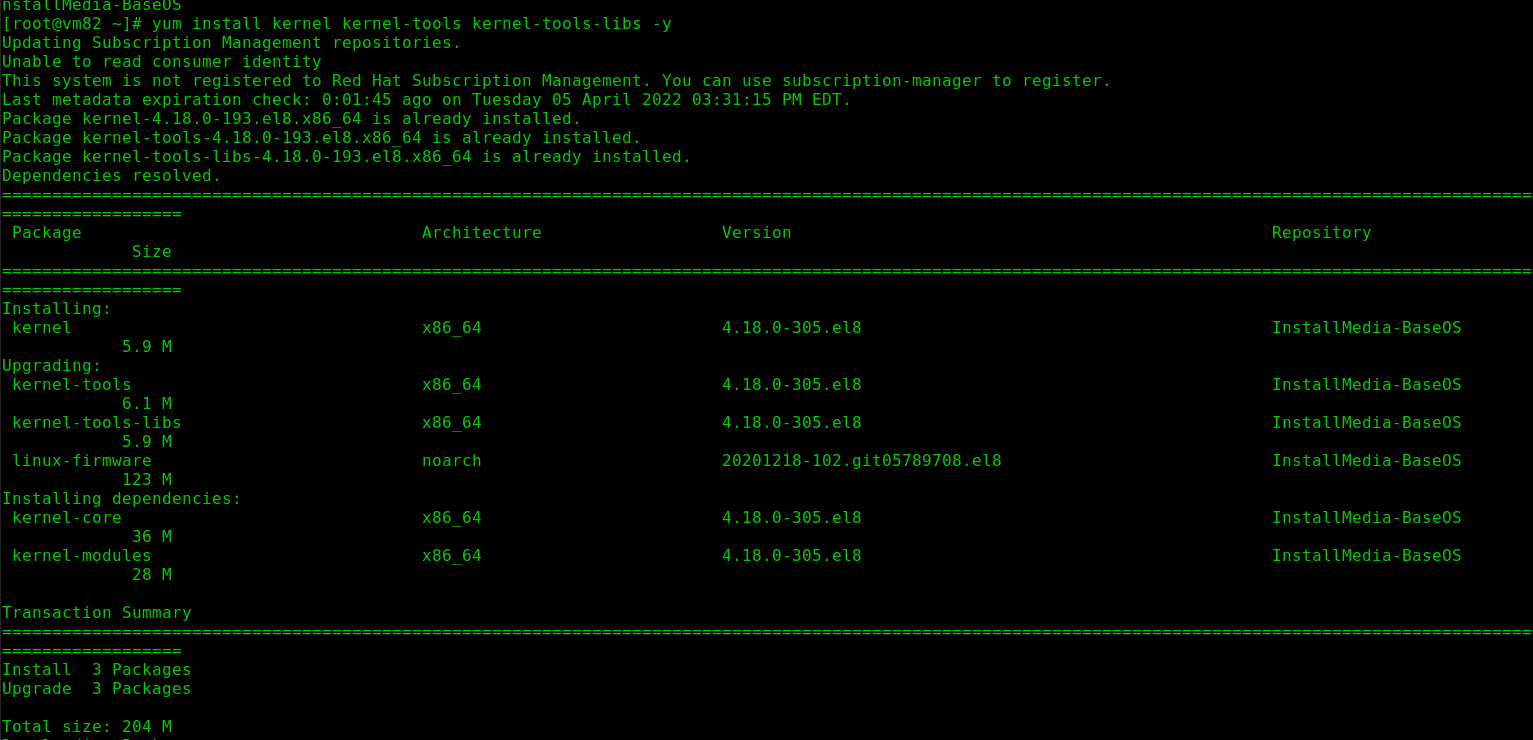 nstallMedia-BaseOS
[root@vm82 ~]# yum install kernel kernel-tools kernel-tools-libs -y
Updating Subscription Management repositories.
Unable to read consumer identity
This system is not registered to Red Hat Subscription Management. You can use subscription-manager to register.
Last metadata expiration check: 0:01:45 ago on Tuesday 05 April 2022 03:31:15 PM EDT.
Package kernel-4.18.0-193.el8.x86_64 is already installed.
Package kernel-tools-4.18.0-193.el8.x86_64 is already installed.
Package kernel-tools-libs-4.18.0-193.el8.x86_64 is already installed.
Dependencies resolved.
=========================================================================================================================================================
==================
Package Architecture Version Repository
Size
=========================================================================================================================================================
==================
Installing:
kernel x86_64 4.18.0-305.el8 InstallMedia-BaseOS
5.9 M
Upgrading:
kernel-tools x86_64 4.18.0-305.el8 InstallMedia-BaseOS
6.1 M
kernel-tools-libs x86_64 4.18.0-305.el8 InstallMedia-BaseOS
5.9 M
linux-firmware noarch 20201218-102.git05789708.el8 InstallMedia-BaseOS
123 M
Installing dependencies:
kernel-core x86_64 4.18.0-305.el8 InstallMedia-BaseOS
36 M
kernel-modules x86_64 4.18.0-305.el8 InstallMedia-BaseOS
28 M
Transaction Summary
=========================================================================================================================================================
==================
Install 3 Packages
Upgrade 3 Packages
Total size: 204 M